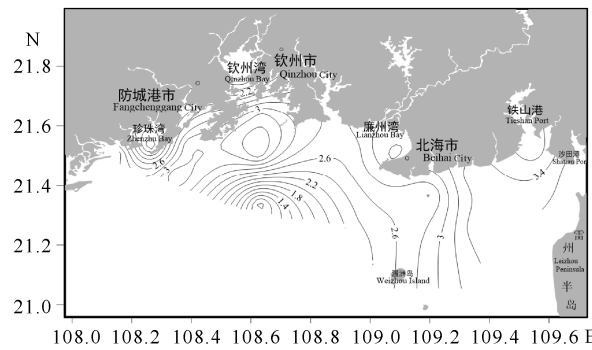 N
21.8
21.6
21.4
21.2
21.0
108.0 108.2 108.4 108.6 108.8 109.0 109.2 109.4 109.6 E
钦州湾
Qinzhou Bay
钦州市
Qinzhou City
防城港市
Fangchenggang City
珍珠湾
Zhenzhu Bay
廉州湾
Lianzhou Bay
北海市
Beihai City
铁山港
Tieshan Port
沙田港
Shatian Port
2.6
3
2.6
2.2
1.8
1.4
2.6
3
3.4
涠洲岛
Weizhou Island
雷
州
Leizhou
Peninsula
半
岛